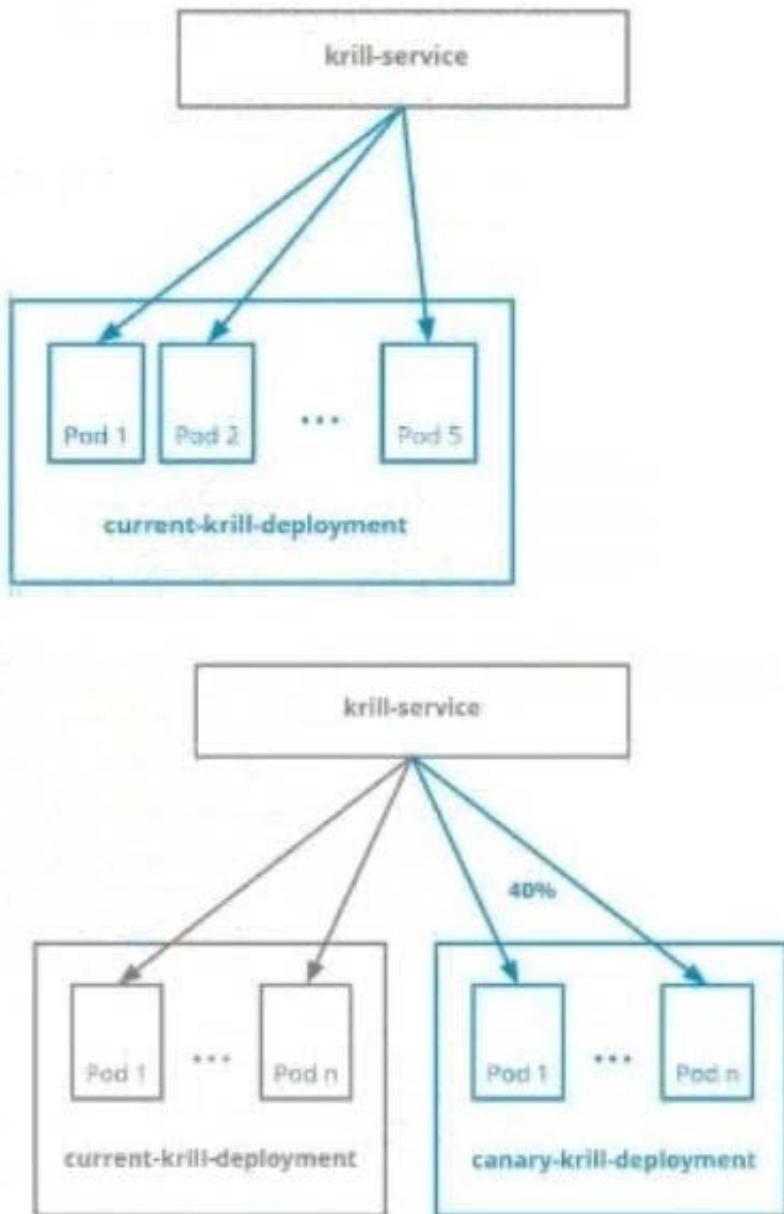 krill-service
Pod 1 Pod 2 ... Pod 5
current-krill-deployment
krill-service
40%
Pod 1 ... Pod n Pod 1 ... Pod n
current-krill-deployment canary-krill-deployment